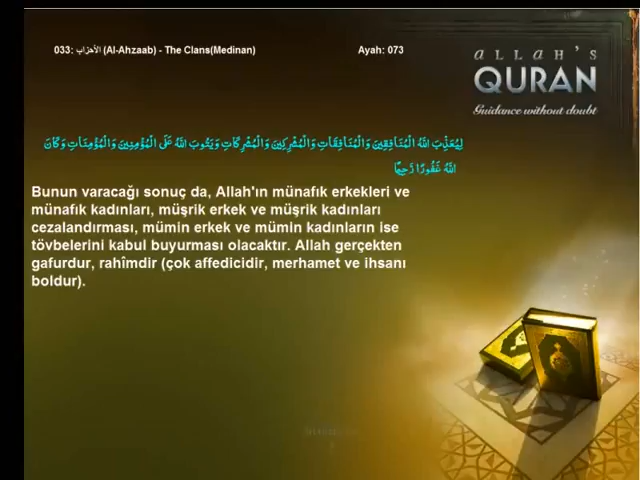 033: الأحزاب (Al-Ahzaab) - The Clans(Medinan) Ayah: 073
ALLAH'S
QURAN
Guidance without doubt
لِيُعَذِّبَ اللَّهُ الْمُنَافِقِينَ وَالْمُنَافِقَاتِ وَالْمُشْرِكِينَ وَالْمُشْرِكَاتِ وَيَتُوبَ اللَّهُ عَلَى الْمُؤْمِنِينَ وَالْمُؤْمِنَاتِ وَكَانَ
اللَّهُ غَفُورًا رَّحِيمًا
Bunun varacağı sonuç da, Allah'ın münafık erkekleri ve
münafık kadınları, müşrik erkek ve müşrik kadınları
cezalandırması, mümin erkek ve mümin kadınların ise
tövbelerini kabul buyurması olacaktır. Allah gerçekten
gafurdur, rahîmdir (çok affedicidir, merhamet ve ihsanı
boldur).